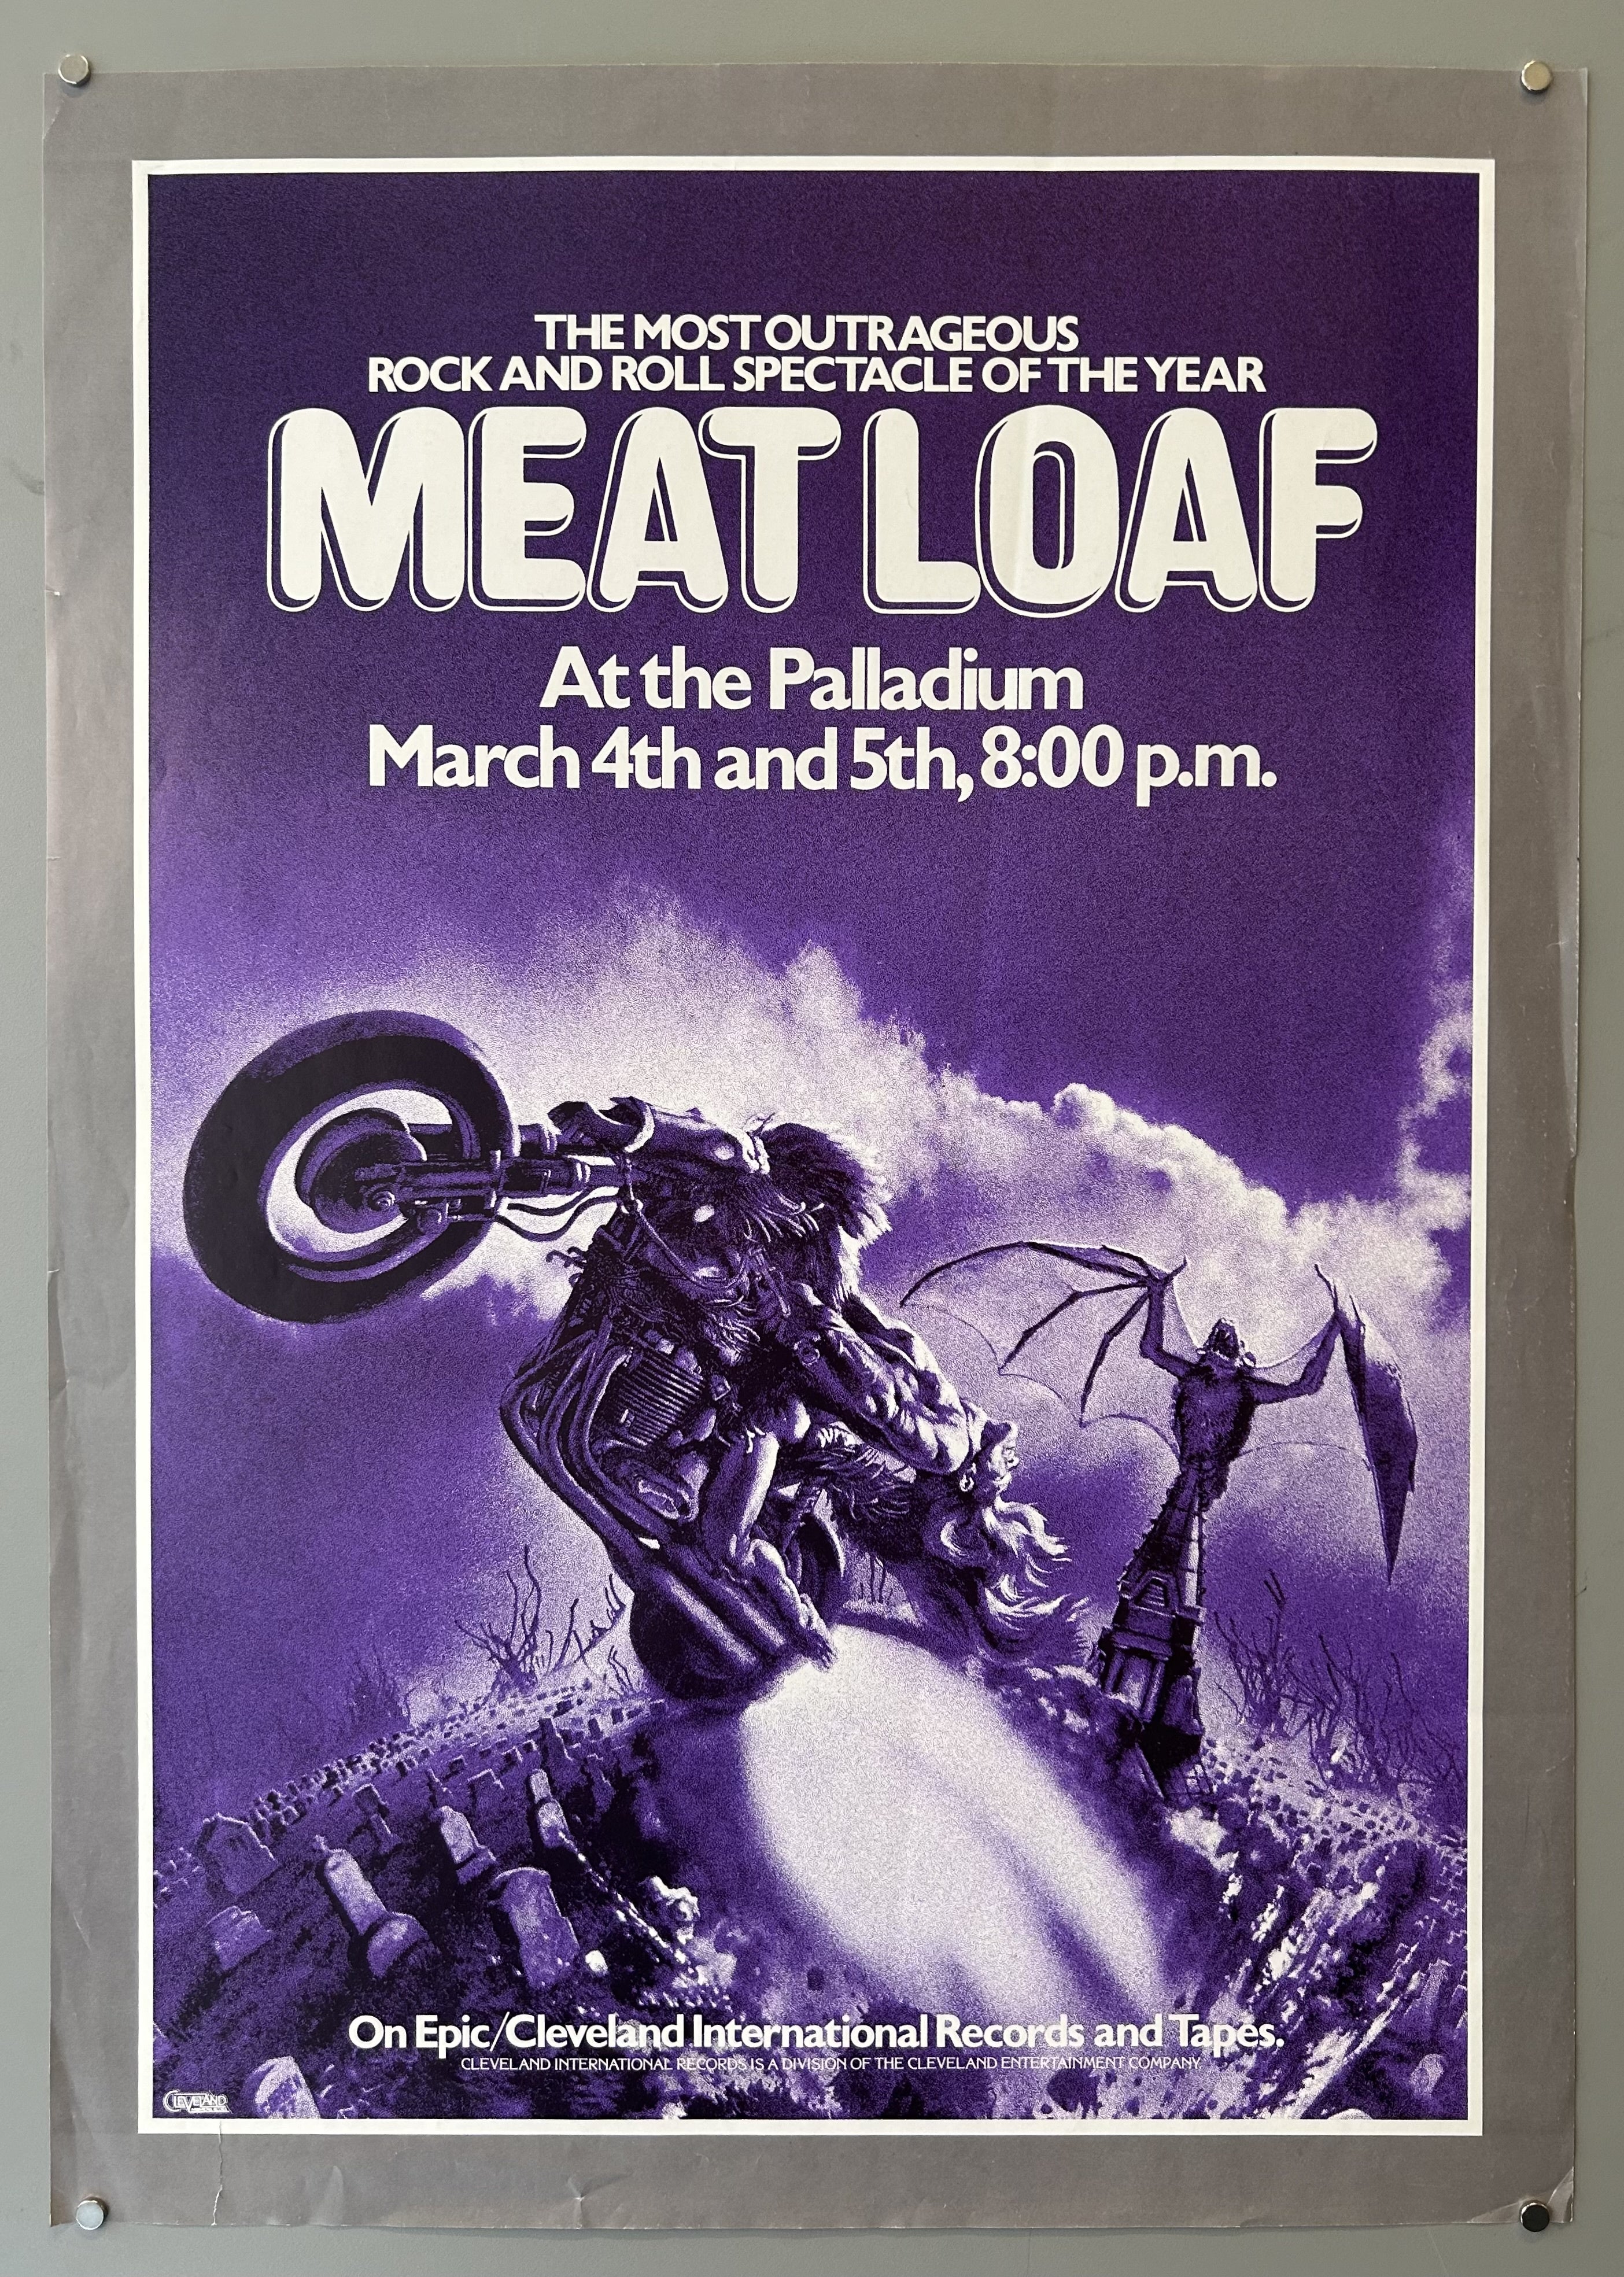 THE MOST OUTRAGEOUS
ROCK AND ROLL SPECTACLE OF THE YEAR
MEAT LOAF
At the Palladium
March 4th and 5th, 8:00 p.m.
On Epic/Cleveland International Records and Tapes.
CLEVELAND INTERNATIONAL RECORDS IS A DIVISION OF THE CLEVELAND ENTERTAINMENT COMPANY.
CLEVELAND